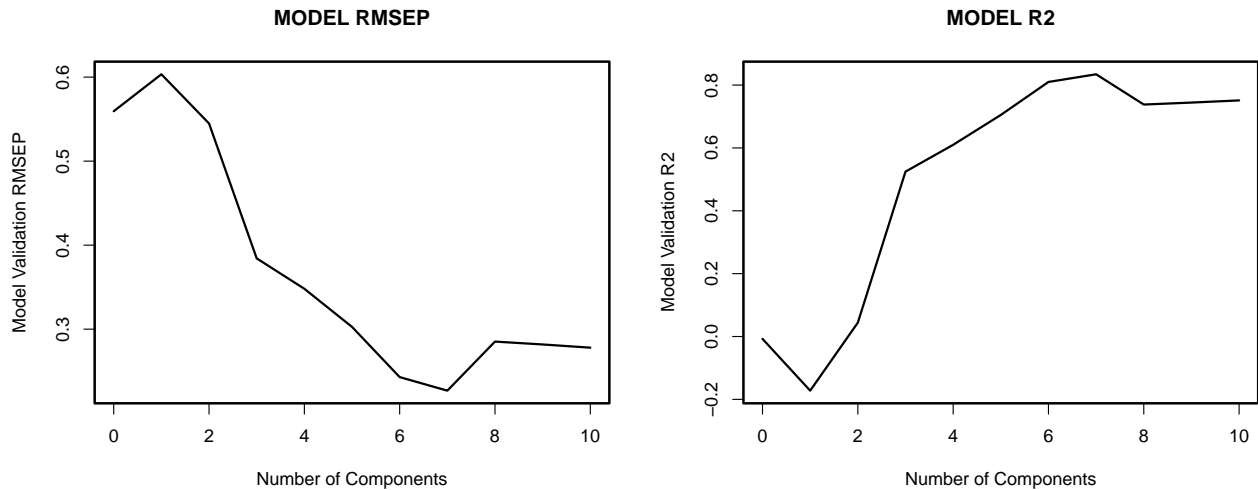 MODEL RMSEP
Model Validation RMSEP
0.6
0.5
0.4
0.3
0 2 4 6 8 10
Number of Components
MODEL R2
Model Validation R2
0.8
0.6
0.4
0.2
0.0
−0.2
0 2 4 6 8 10
Number of Components